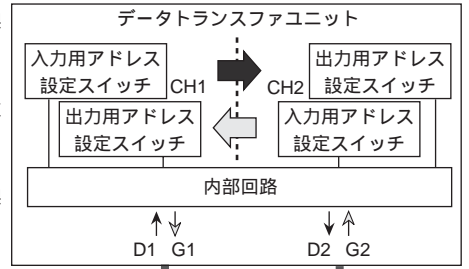 データトランスファユニット
入力用アドレス
設定スイッチ
CH1
出力用アドレス
設定スイッチ
CH2
出力用アドレス
設定スイッチ
入力用アドレス
設定スイッチ
内部回路
D1 G1
D2 G2